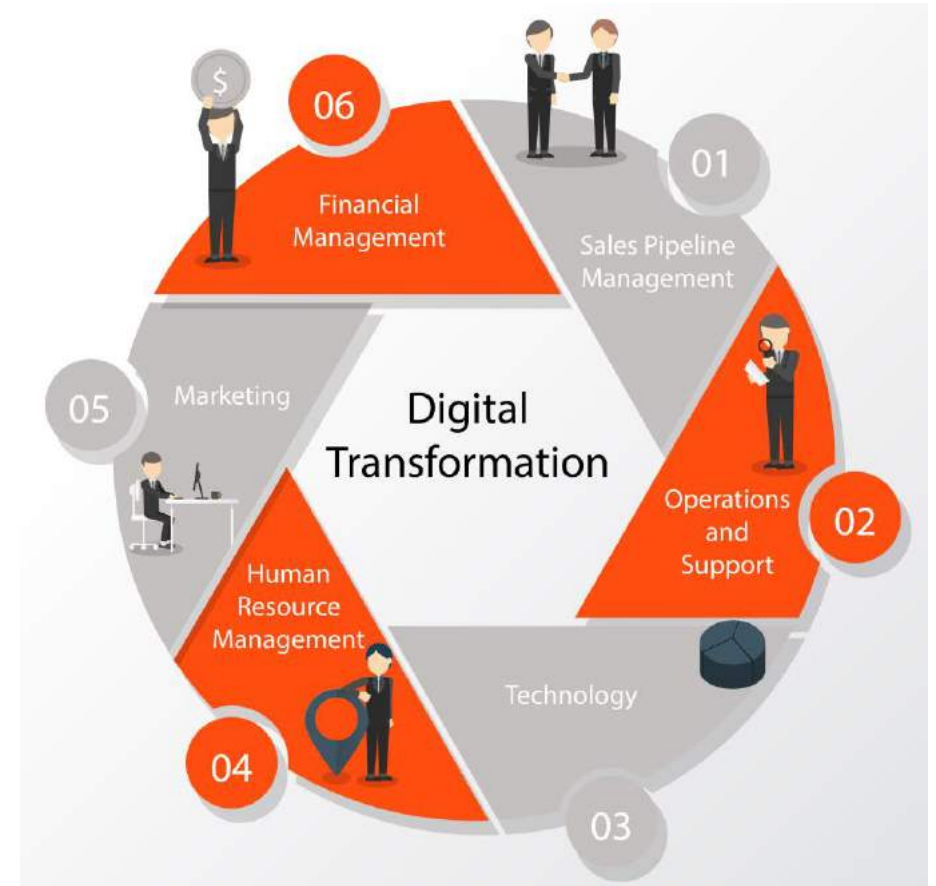 Digital
Transformation
01
Sales Pipeline
Management
02
Operations
and
Support
03
Technology
04
Human
Resource
Management
05
Marketing
06
Financial
Management
$